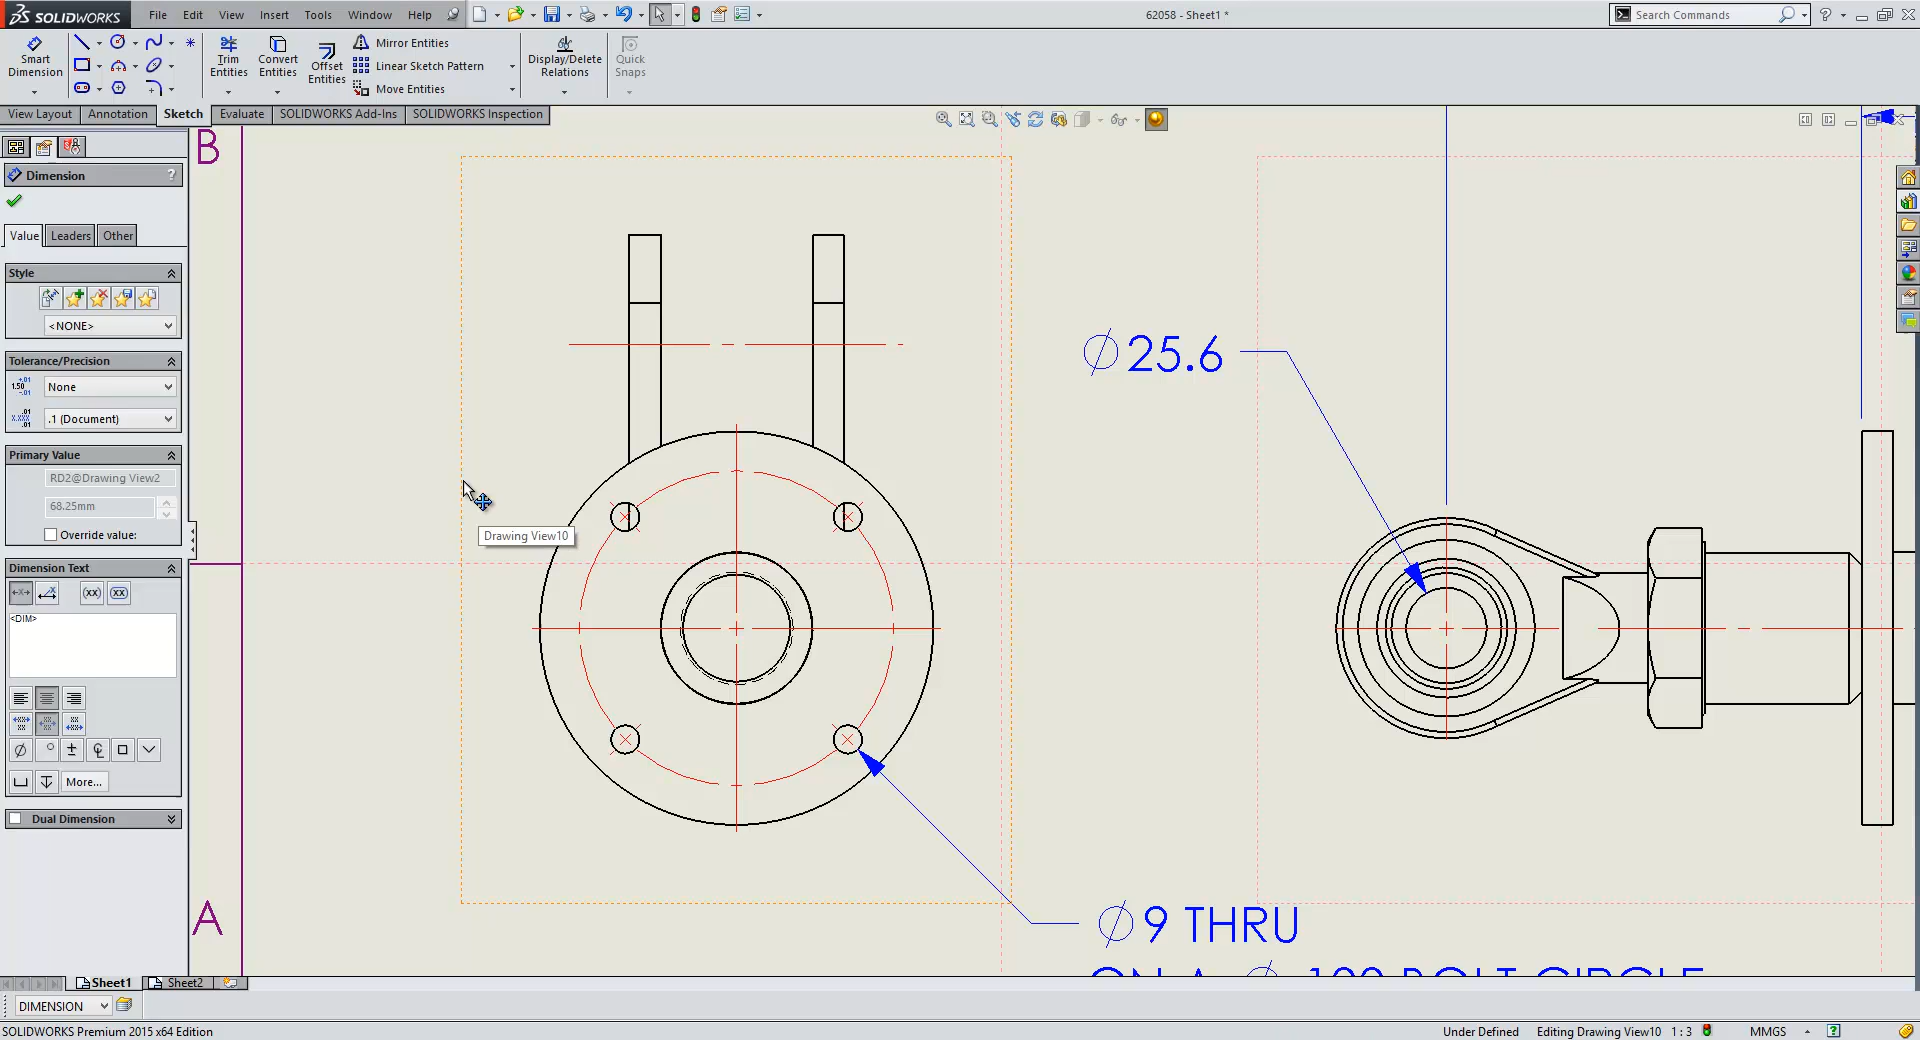 SOLIDWORKS File Edit View Insert Tools Window Help 62058 - Sheet1 * Search Commands ?
Smart Dimension
Trim Entities
Convert Entities
Offset Entities
Mirror Entities
Linear Sketch Pattern
Move Entities
Display/Delete Relations
Quick Snaps
View Layout Annotation Sketch Evaluate SOLIDWORKS Add-Ins SOLIDWORKS Inspection
Dimension ?
Value Leaders Other
Style
<NONE>
Tolerance/Precision
None
.1 (Document)
Primary Value
RD2@Drawing View2
68.25mm
Override value:
Dimension Text
(xx) (xx)
<DIM>
More...
Dual Dimension
B
A
Drawing View10
∅25.6
∅9 THRU
ON A ∅ 100 BOLT CIRCLE
Sheet1 Sheet2
DIMENSION
SOLIDWORKS Premium 2015 x64 Edition Under Defined Editing Drawing View10 1 : 3 MMGS ?